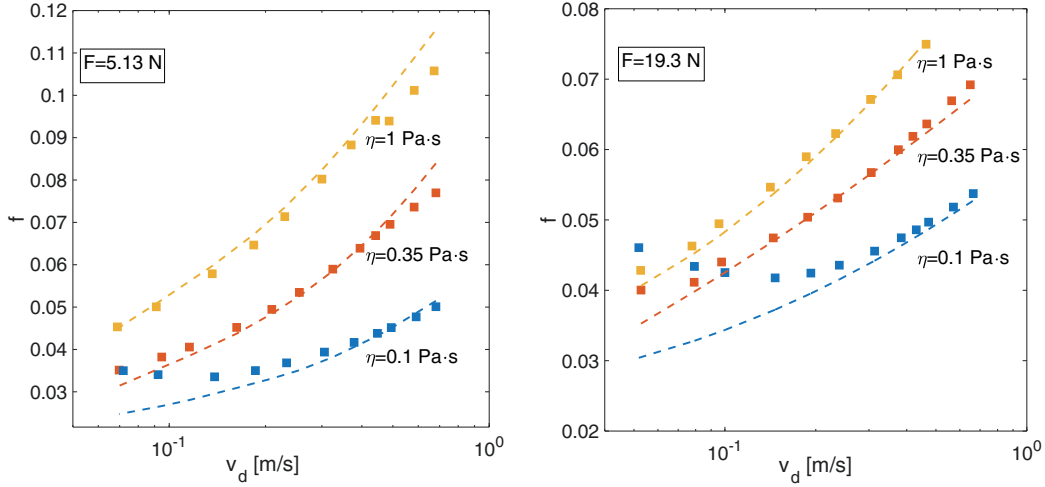 0.12
0.11
0.1
0.09
0.08
0.07
0.06
0.05
0.04
0.03
f
F=5.13 N
η=1 Pa·s
η=0.35 Pa·s
η=0.1 Pa·s
10⁻¹
10⁰
v_d [m/s]
0.08
0.07
0.06
0.05
0.04
0.03
0.02
f
F=19.3 N
η=1 Pa·s
η=0.35 Pa·s
η=0.1 Pa·s
10⁻¹
10⁰
v_d [m/s]